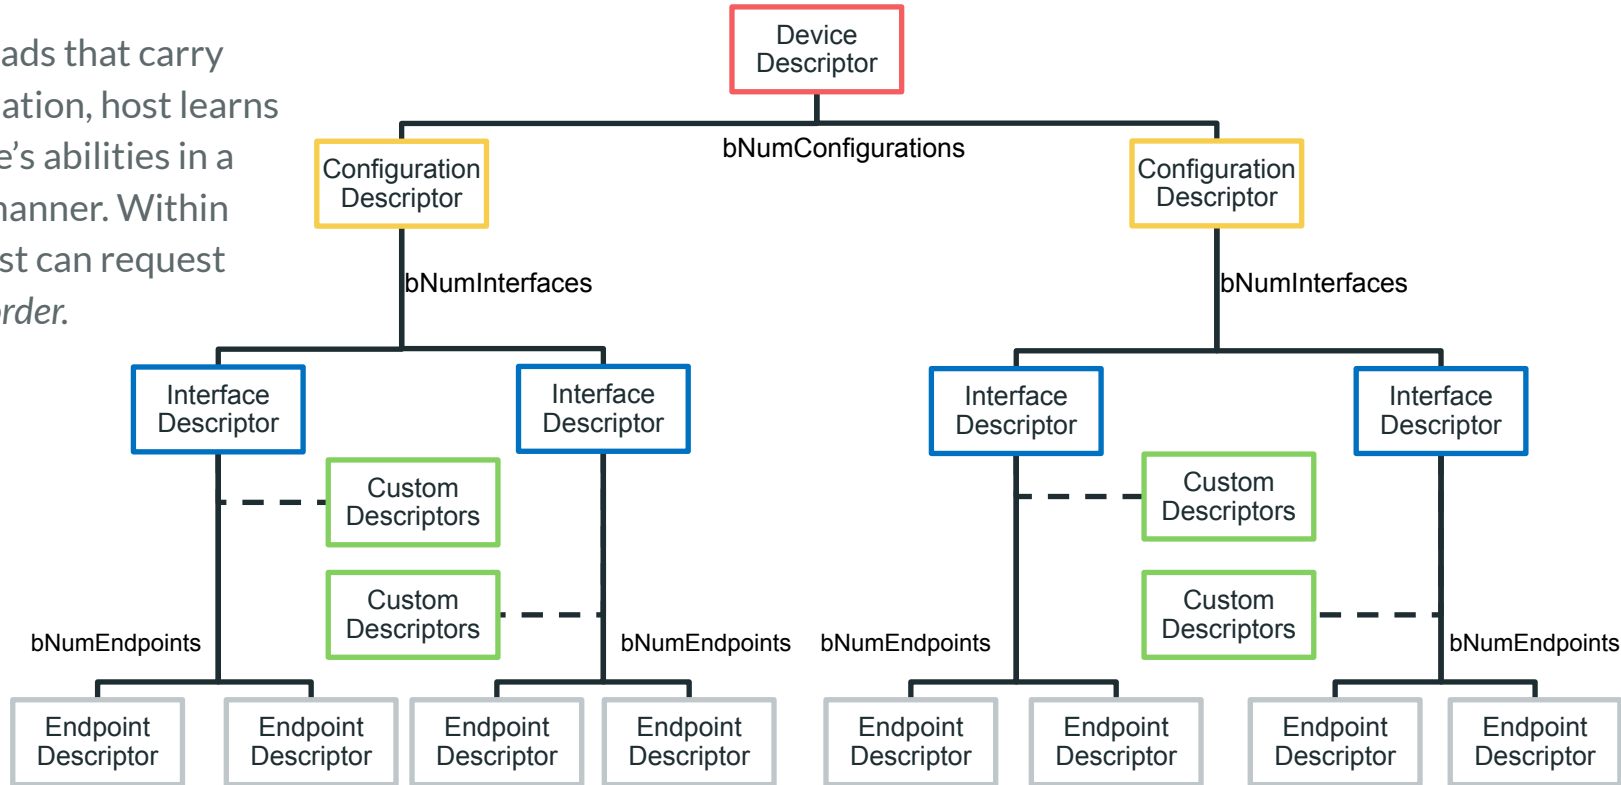 Device
Descriptor
ads that carry
ation, host learns
e’s abilities in a
nanner. Within
st can request
order.
bNumConfigurations
Configuration
Descriptor
Configuration
Descriptor
bNumInterfaces
bNumInterfaces
Interface
Descriptor
Interface
Descriptor
Interface
Descriptor
Interface
Descriptor
Custom
Descriptors
Custom
Descriptors
Custom
Descriptors
Custom
Descriptors
bNumEndpoints
bNumEndpoints
bNumEndpoints
bNumEndpoints
Endpoint
Descriptor
Endpoint
Descriptor
Endpoint
Descriptor
Endpoint
Descriptor
Endpoint
Descriptor
Endpoint
Descriptor
Endpoint
Descriptor
Endpoint
Descriptor